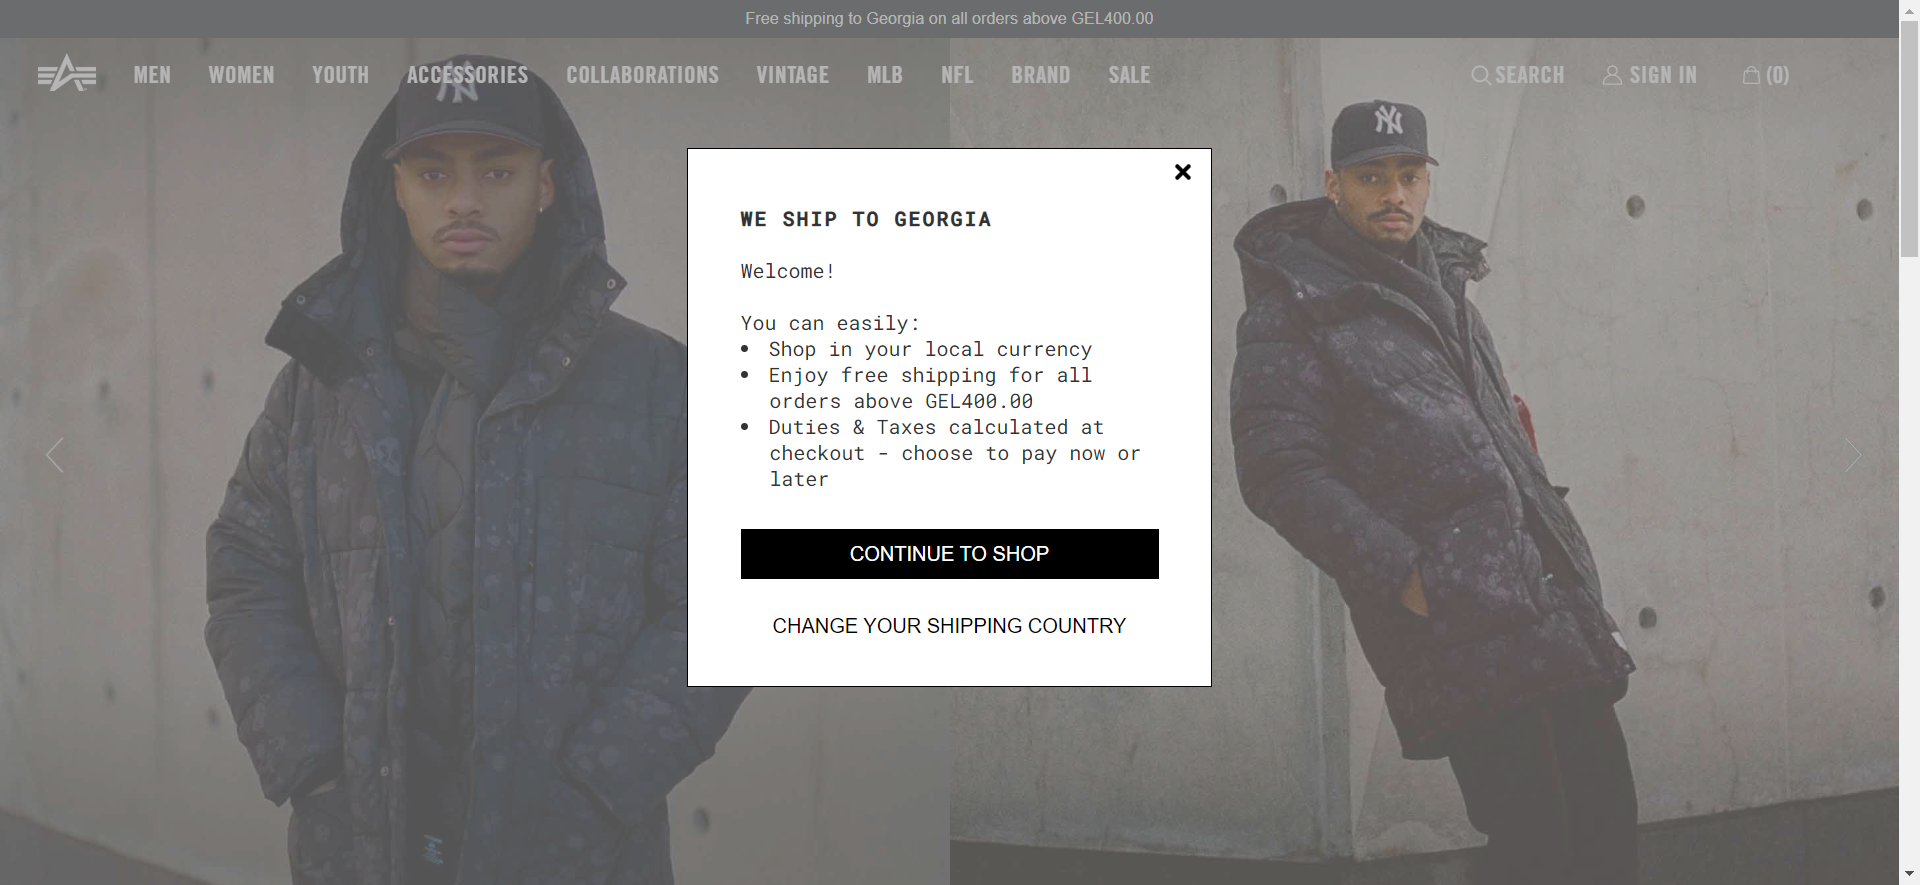 Free shipping to Georgia on all orders above GEL400.00
MEN WOMEN YOUTH ACCESSORIES COLLABORATIONS VINTAGE MLB NFL BRAND SALE SEARCH SIGN IN (0)
NY
NY
WE SHIP TO GEORGIA
Welcome!
You can easily:
• Shop in your local currency
• Enjoy free shipping for all
orders above GEL400.00
• Duties & Taxes calculated at
checkout - choose to pay now or
later
CONTINUE TO SHOP
CHANGE YOUR SHIPPING COUNTRY